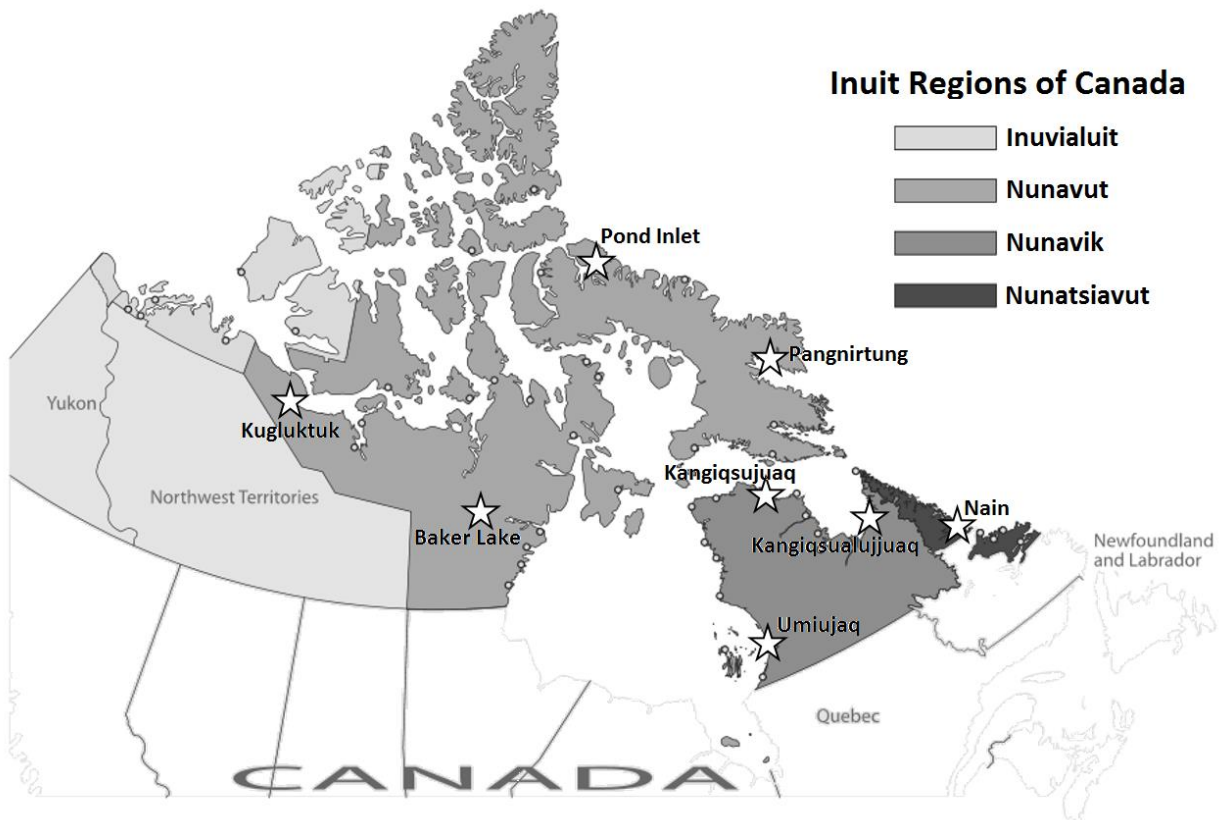 Inuit Regions of Canada
Inuvialuit
Nunavut
Nunavik
Nunatsiavut
Pond Inlet
Pangnirtung
Yukon
Kugluktuk
Kangiqsujuaq
Northwest Territories
Nain
Baker Lake
Kangiqsualujjuaq
Newfoundland
and Labrador
Umiujaq
Quebec
CANADA